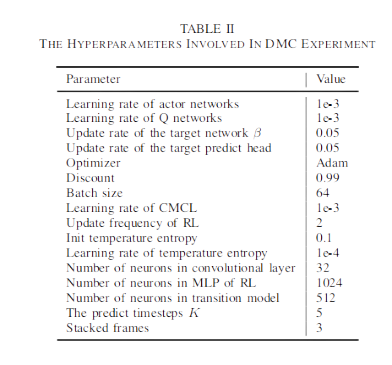 TABLE II
THE HYPERPARAMETERS INVOLVED IN DMC EXPERIMENT
Parameter Value
Learning rate of actor networks 1e-3
Learning rate of Q networks 1e-3
Update rate of the target network β 0.05
Update rate of the target predict head 0.05
Optimizer Adam
Discount 0.99
Batch size 64
Learning rate of CMCL 1e-3
Update frequency of RL 2
Init temperature entropy 0.1
Learning rate of temperature entropy 1e-4
Number of neurons in convolutional layer 32
Number of neurons in MLP of RL 1024
Number of neurons in transition model 512
The predict timesteps K 5
Stacked frames 3